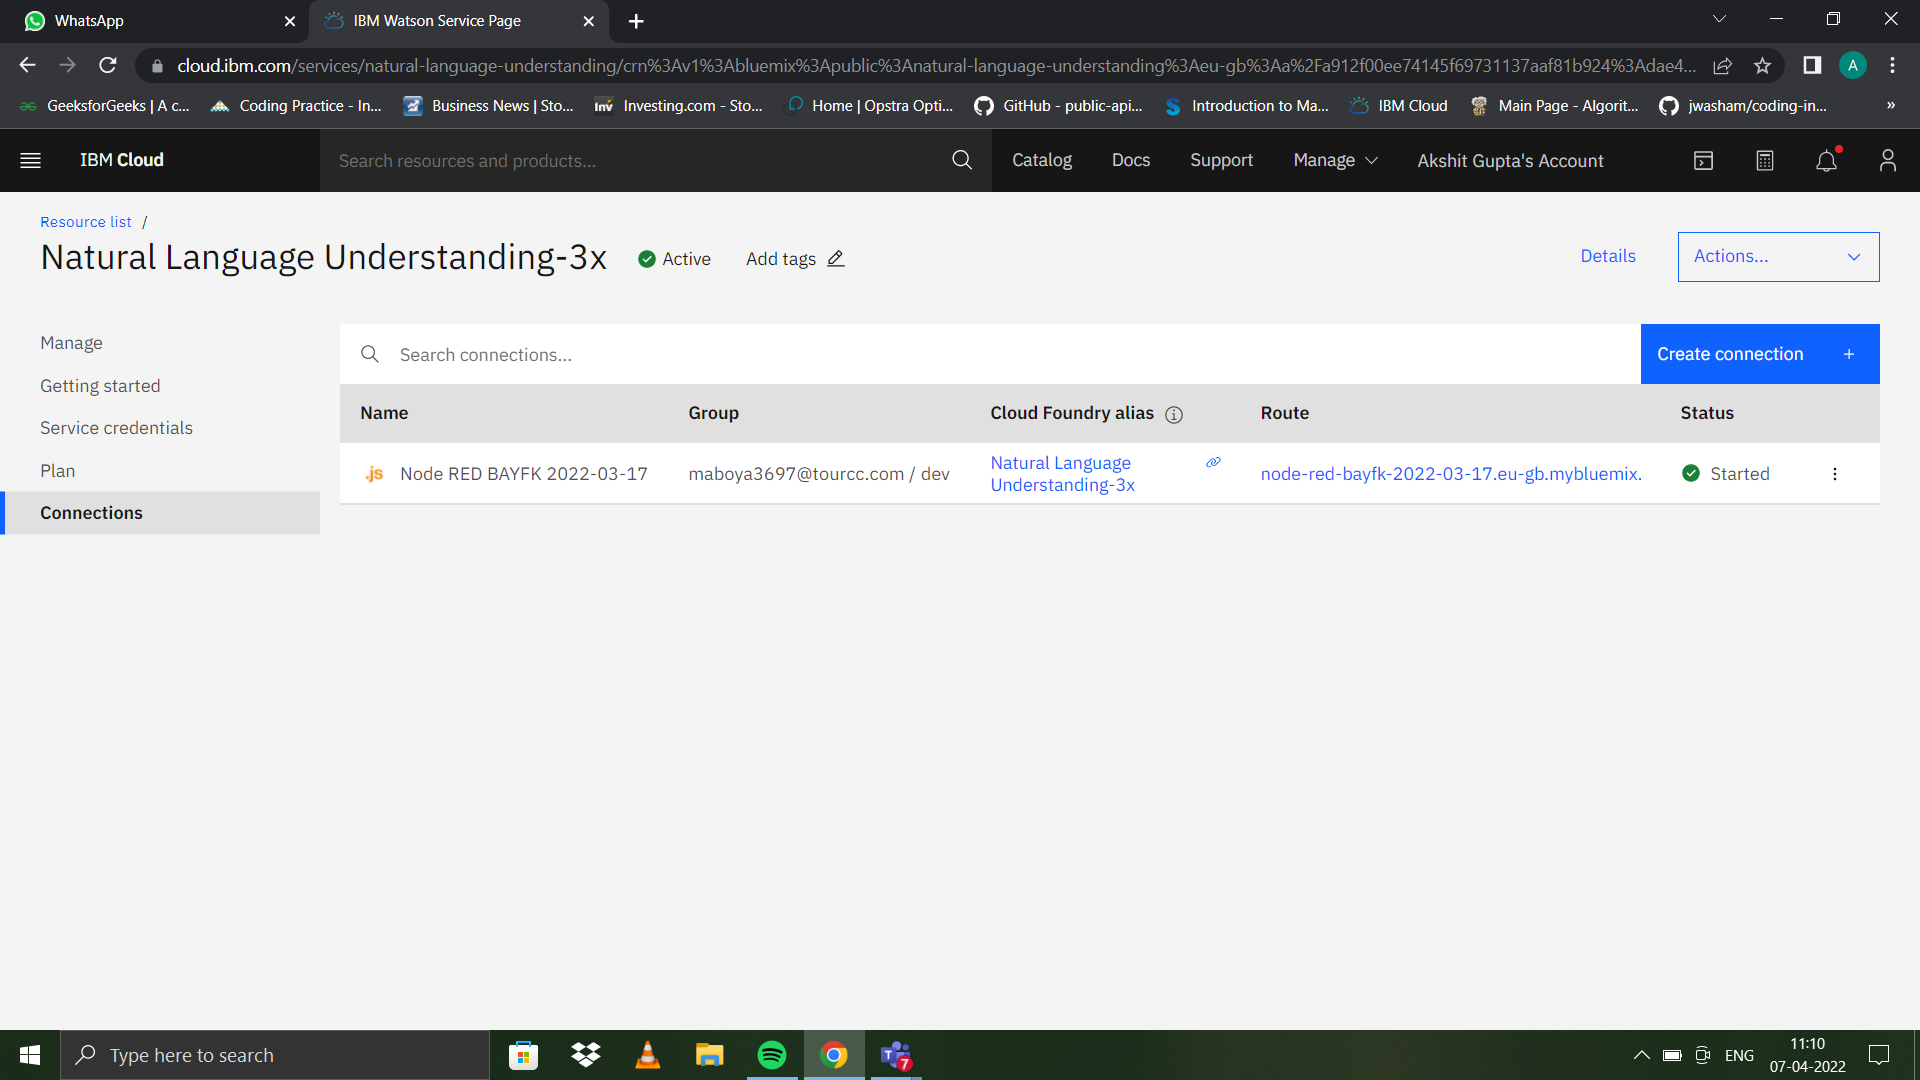 WhatsApp
IBM Watson Service Page
cloud.ibm.com/services/natural-language-understanding/crn%3Av1%3Abluemix%3Apublic%3Anatural-language-understanding%3Aeu-gb%3Aa%2Fa912f00ee74145f69731137aaf81b924%3Adae4...
A
GeeksforGeeks | A c...
Coding Practice - In...
Business News | Sto...
Inv
Investing.com - Sto...
Home | Opstra Opti...
GitHub - public-api...
Introduction to Ma...
IBM Cloud
Main Page - Algorit...
jwasham/coding-in...
»
IBM Cloud
Search resources and products...
Catalog
Docs
Support
Manage
Akshit Gupta's Account
Resource list /
Natural Language Understanding-3x
Active
Add tags
Details
Actions...
Manage
Getting started
Service credentials
Plan
Connections
Search connections...
Create connection +
Name
Group
Cloud Foundry alias
Route
Status
.js
Node RED BAYFK 2022-03-17
maboya3697@tourcc.com / dev
Natural Language
Understanding-3x
node-red-bayfk-2022-03-17.eu-gb.mybluemix.
Started
Type here to search
T
7
ENG
11:10
07-04-2022